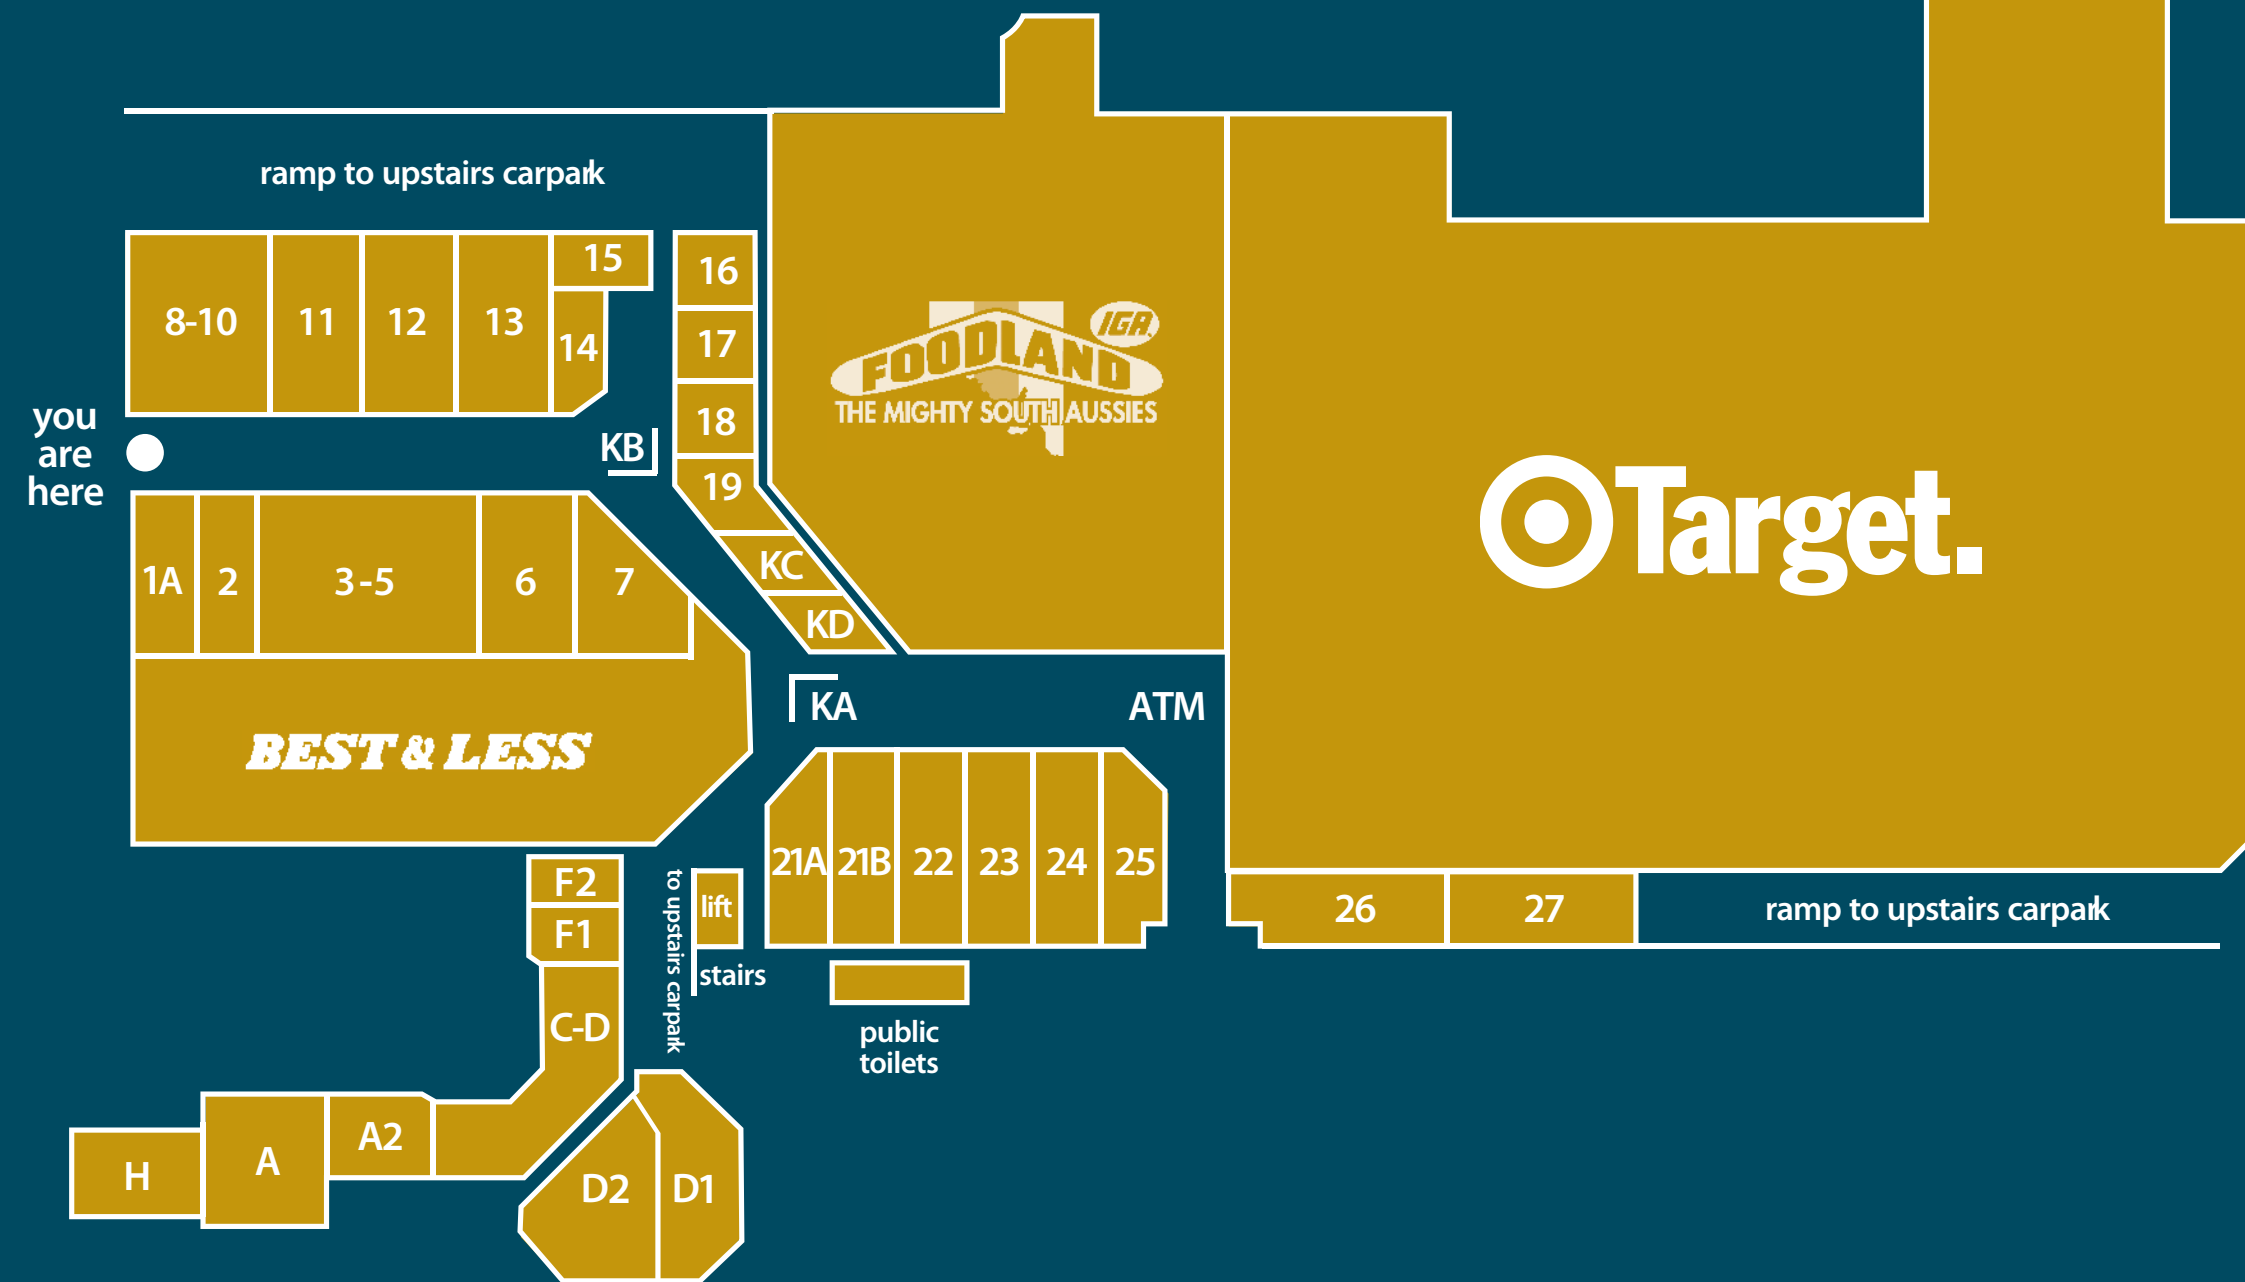 ramp to upstairs carpark
15
16
8-10
11
12
13
14
17
IGA
FOODLAND
THE MIGHTY SOUTH AUSSIES
you
are
here
KB
18
19
Target.
1A
2
3-5
6
7
KC
KD
KA
ATM
BEST & LESS
21A
21B
22
23
24
25
F2
F1
to upstairs carpark
lift
stairs
26
27
ramp to upstairs carpark
public
toilets
C-D
H
A
A2
D2
D1